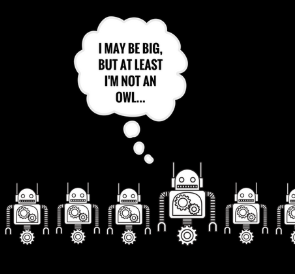 I MAY BE BIG,
BUT AT LEAST
I'M NOT AN
OWL...